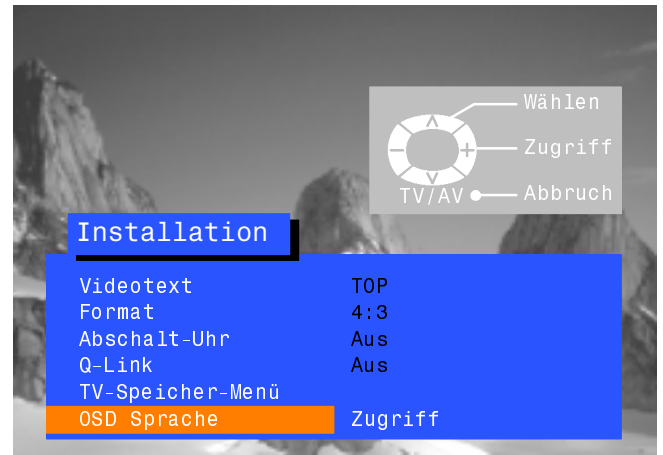 Wählen
Zugriff
TV/AV Abbruch
Installation
Videotext TOP
Format 4:3
Abschalt-Uhr Aus
Q-Link Aus
TV-Speicher-Menü
OSD Sprache Zugriff